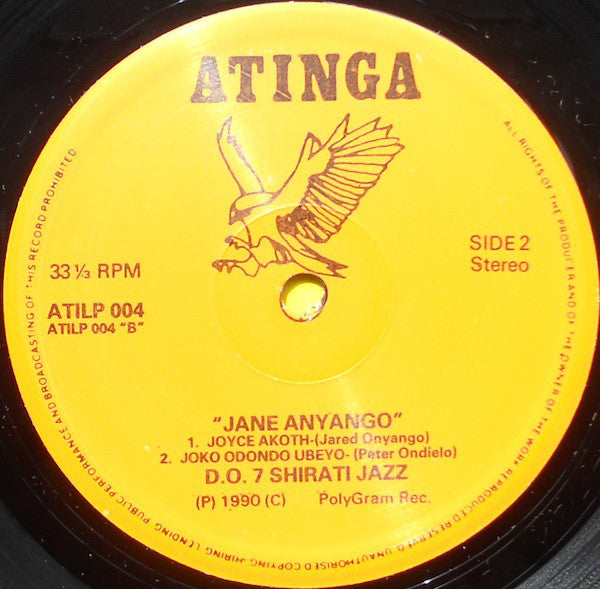 ATINGA
33 ⅓ RPM
SIDE 2
Stereo
ATILP 004
ATILP 004 "B"
"JANE ANYANGO"
1. JOYCE AKOTH-(Jared Onyango)
2. JOKO ODONDO UBEYO- (Peter Ondielo)
D.O. 7 SHIRATI JAZZ
(P) 1990 (C) PolyGram Rec.
ALL RIGHTS OF THE PRODUCER AND OF THE OWNER OF THE WORK REPRODUCED RESERVED. UNAUTHORISED COPYING, HIRING, LENDING, PUBLIC PERFORMANCE AND BROADCASTING OF THIS RECORD PROHIBITED